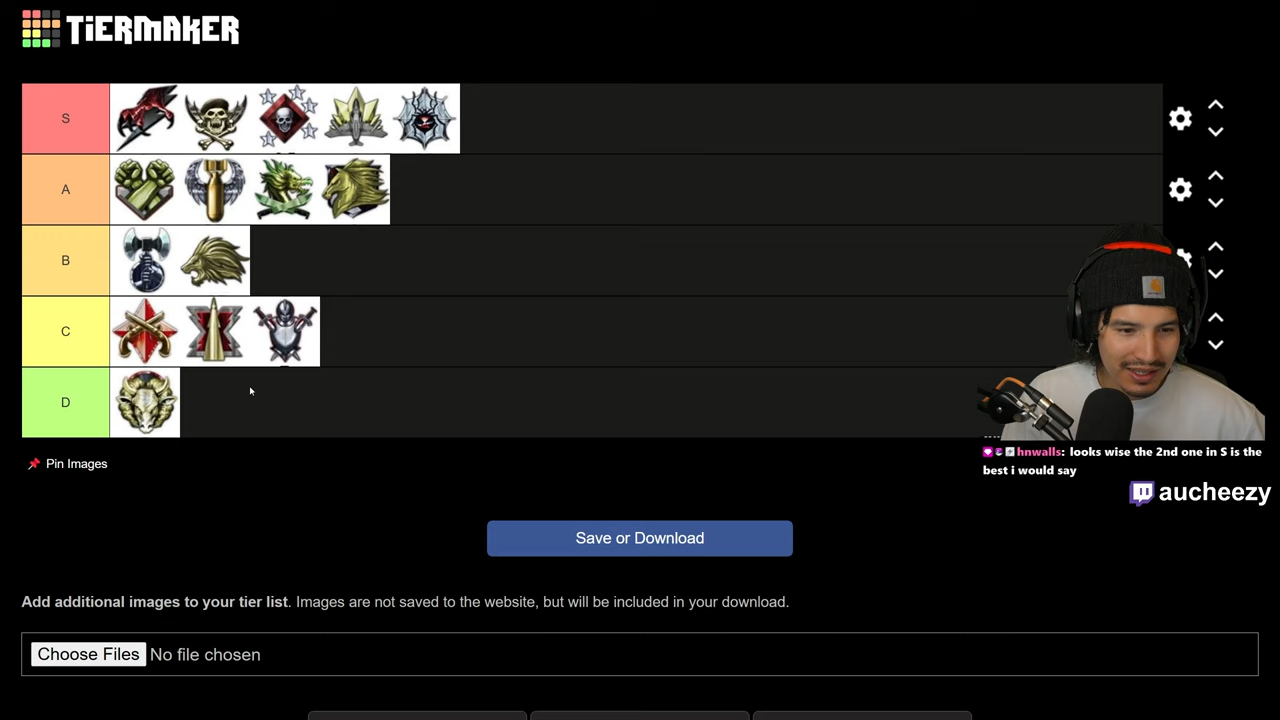 TiERMAKER
S
A
B
C
D
📌 Pin Images
hnwalls: looks wise the 2nd one in S is the
best i would say
aucheezy
Save or Download
Add additional images to your tier list. Images are not saved to the website, but will be included in your download.
Choose Files No file chosen